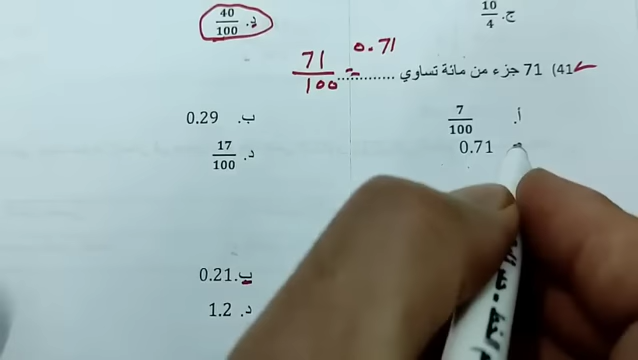 ج. 10/4
د. 40/100
41) 71 جزء من مائة تساوي ............. 71/100 = 0.71
أ. 7/100
ب. 0.29
0.71
د. 17/100
ب. 0.21
د. 1.2